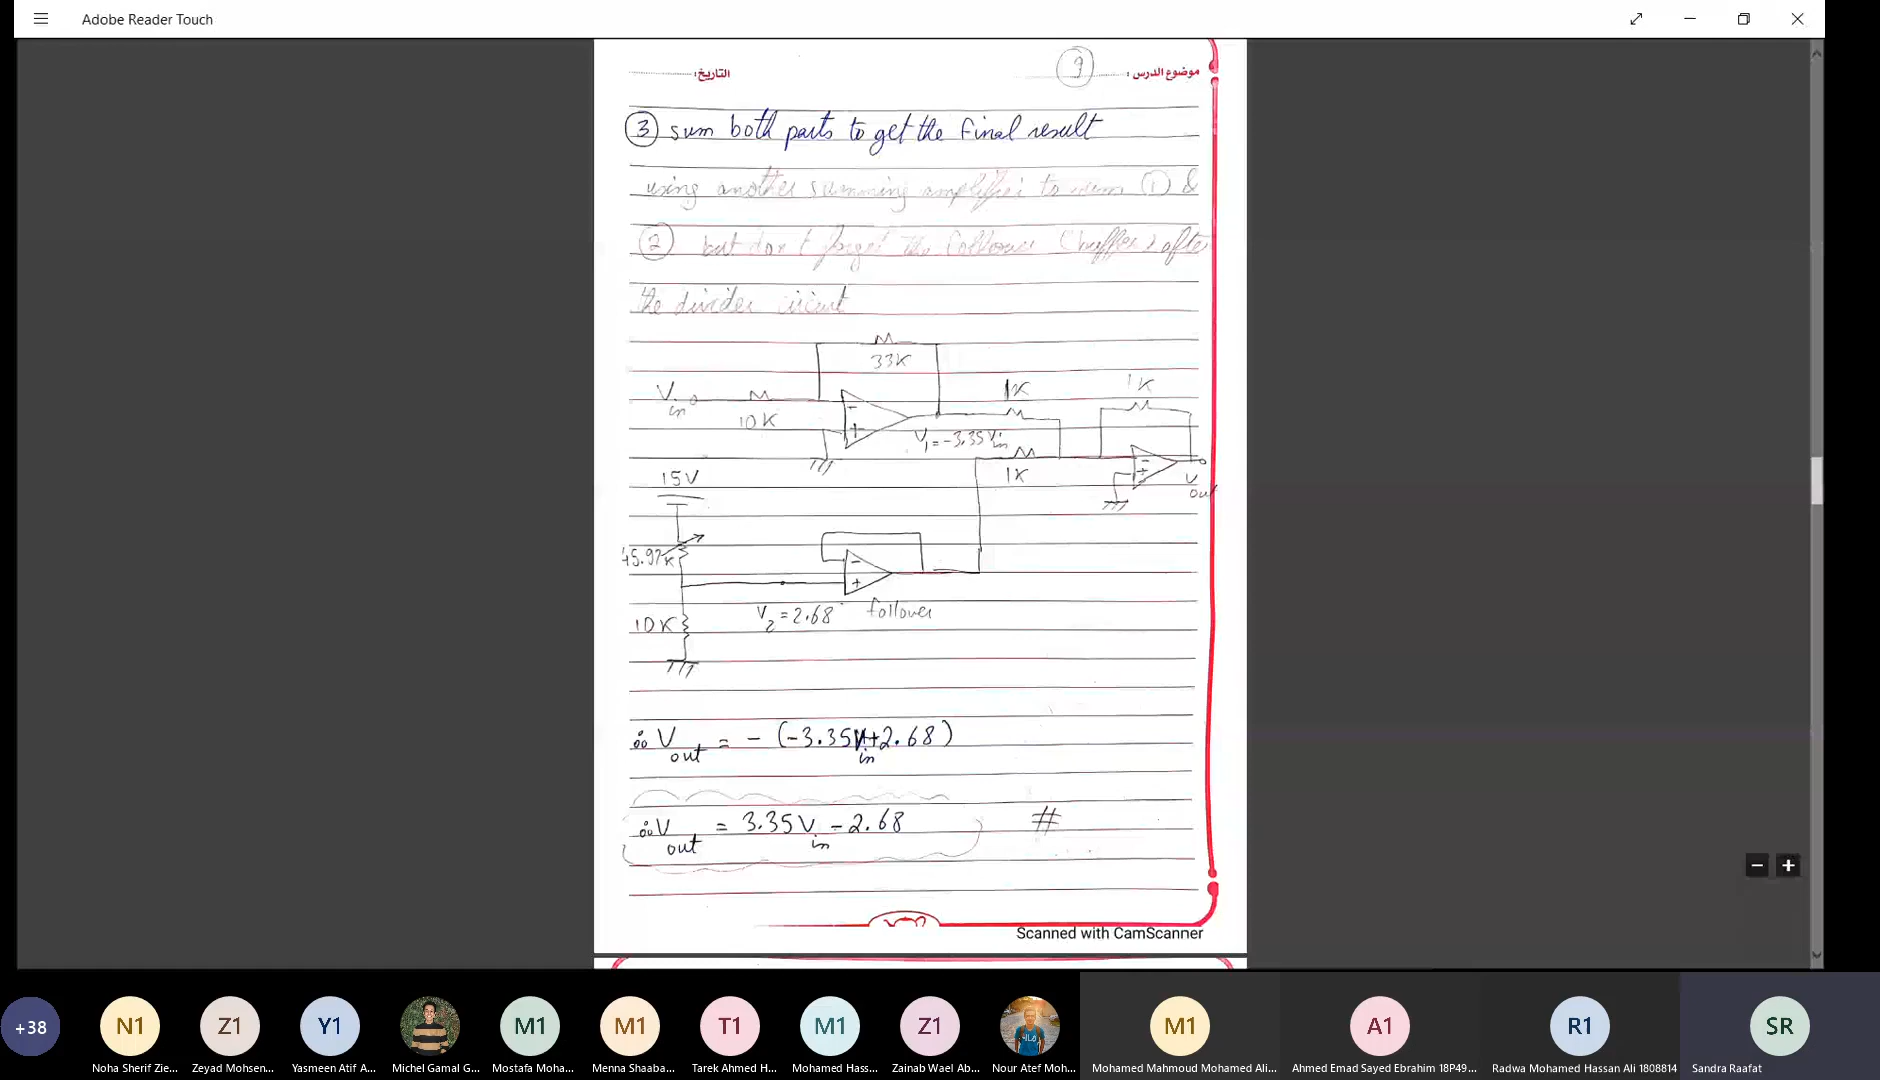 Adobe Reader Touch
التاريخ:
9
موضوع الدرس :
3 sum both parts to get the final result
using another summing amplifier to sum 1 &
2 but don't forget the follower (buffer) after
the divider circuit
33K
1K
1K
Vin
10K
V1 = -3.35 Vin
1K
15V
Vout
45.97K
V2 = 2.68
follower
10K
∴ Vout = - (-3.35Vin+2.68)
∴ Vout = 3.35 Vin - 2.68 #
Scanned with CamScanner
+38
N1
Z1
Y1
M1
M1
T1
M1
Z1
M1
A1
R1
SR
Noha Sherif Zie...
Zeyad Mohsen...
Yasmeen Atif A...
Michel Gamal G...
Mostafa Moha...
Menna Shaaba...
Tarek Ahmed H...
Mohamed Hass...
Zainab Wael Ab...
Nour Atef Moh...
Mohamed Mahmoud Mohamed Ali...
Ahmed Emad Sayed Ebrahim 18P49...
Radwa Mohamed Hassan Ali 1808814
Sandra Raafat